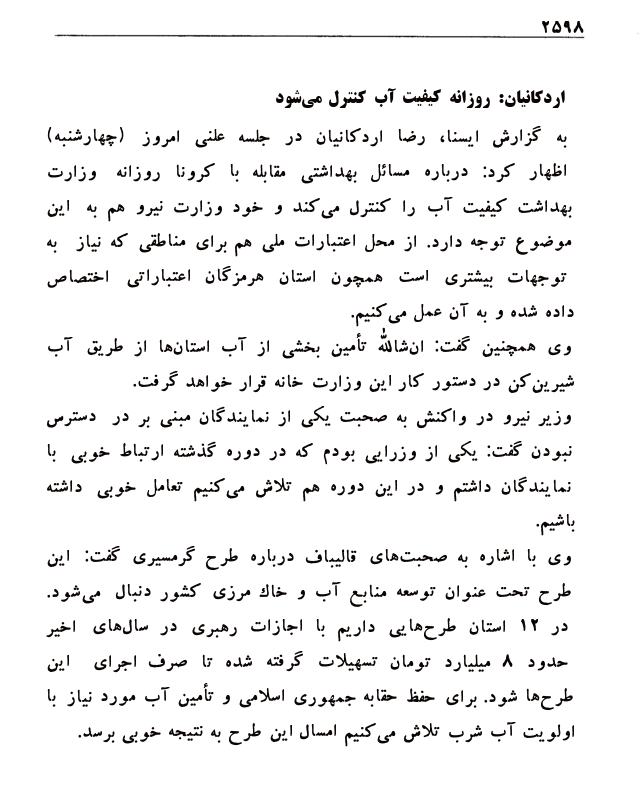 ۲۵۹۸
اردکانیان: روزانه کیفیت آب کنترل می‌شود
به گزارش ایسنا، رضا اردکانیان در جلسه علنی امروز (چهارشنبه)
اظهار کرد: درباره مسائل بهداشتی مقابله با کرونا روزانه وزارت
بهداشت کیفیت آب را کنترل می‌کند و خود وزارت نیرو هم به این
موضوع توجه دارد. از محل اعتبارات ملی هم برای مناطقی که نیاز به
توجهات بیشتری است همچون استان هرمزگان اعتباراتی اختصاص
داده شده و به آن عمل می‌کنیم.
وی همچنین گفت: ان‌شاالله تأمین بخشی از آب استان‌ها از طریق آب
شیرین‌کن در دستور کار این وزارت خانه قرار خواهد گرفت.
وزیر نیرو در واکنش به صحبت یکی از نمایندگان مبنی بر در دسترس
نبودن گفت: یکی از وزرایی بودم که در دوره گذشته ارتباط خوبی با
نمایندگان داشتم و در این دوره هم تلاش می‌کنیم تعامل خوبی داشته
باشیم.
وی با اشاره به صحبت‌های قالیباف درباره طرح گرمسیری گفت: این
طرح تحت عنوان توسعه منابع آب و خاك مرزی کشور دنبال می‌شود.
در ۱۲ استان طرح‌هایی داریم با اجازات رهبری در سال‌های اخیر
حدود ۸ میلیارد تومان تسهیلات گرفته شده تا صرف اجرای این
طرح‌ها شود. برای حفظ حقابه جمهوری اسلامی و تأمین آب مورد نیاز با
اولویت آب شرب تلاش می‌کنیم امسال این طرح به نتیجه خوبی برسد.